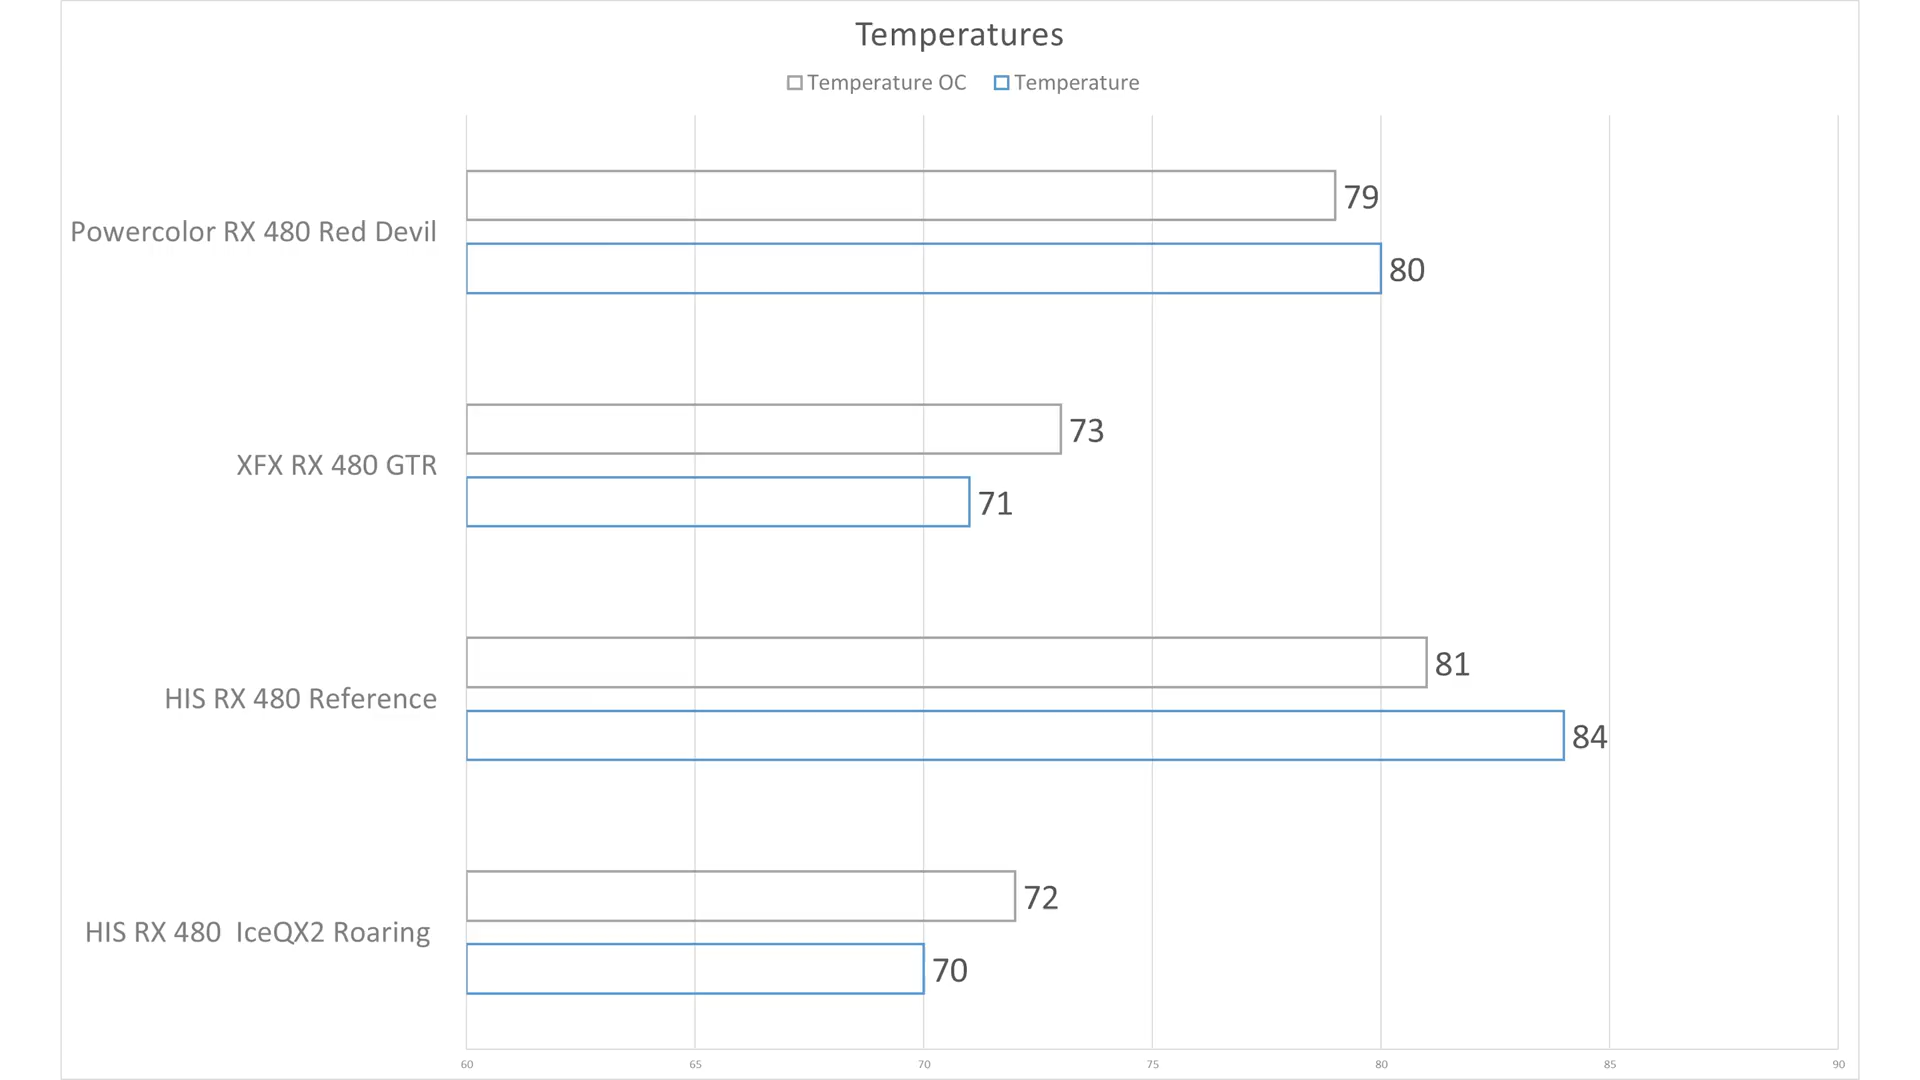 Temperatures
Temperature OC Temperature
79
Powercolor RX 480 Red Devil
80
73
XFX RX 480 GTR
71
81
HIS RX 480 Reference
84
72
HIS RX 480  IceQX2 Roaring
70
60 65 70 75 80 85 90